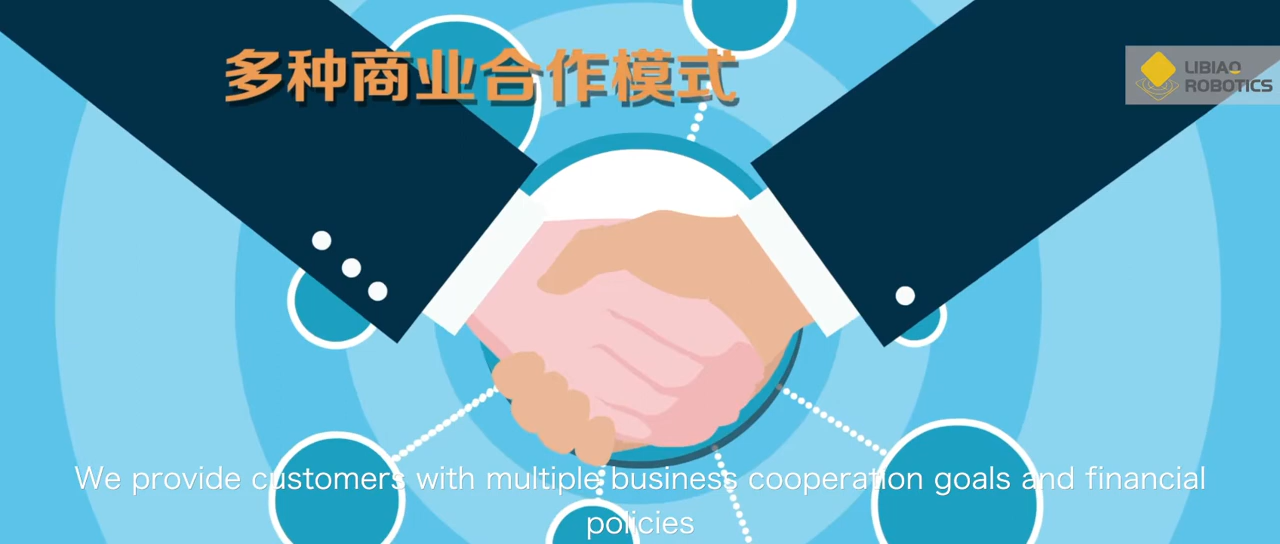 多种商业合作模式
LIBIAO
ROBOTICS
We provide customers with multiple business cooperation goals and financial
policies